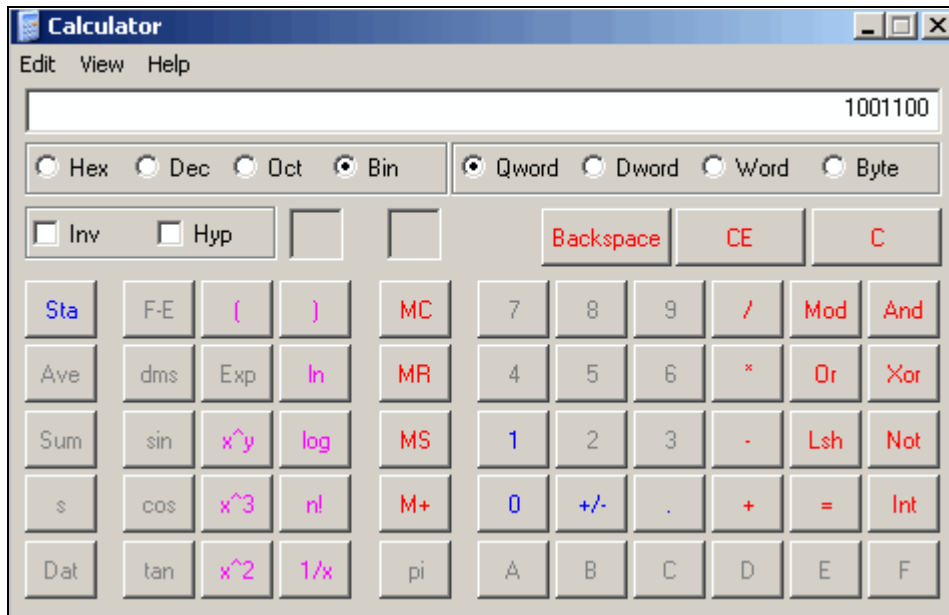 Calculator
Edit View Help
1001100
Hex Dec Oct Bin Qword Dword Word Byte
Inv Hyp Backspace CE C
Sta F-E ( ) MC 7 8 9 / Mod And
Ave dms Exp ln MR 4 5 6 * Or Xor
Sum sin x^y log MS 1 2 3 - Lsh Not
s cos x^3 n! M+ 0 +/- . + = Int
Dat tan x^2 1/x pi A B C D E F